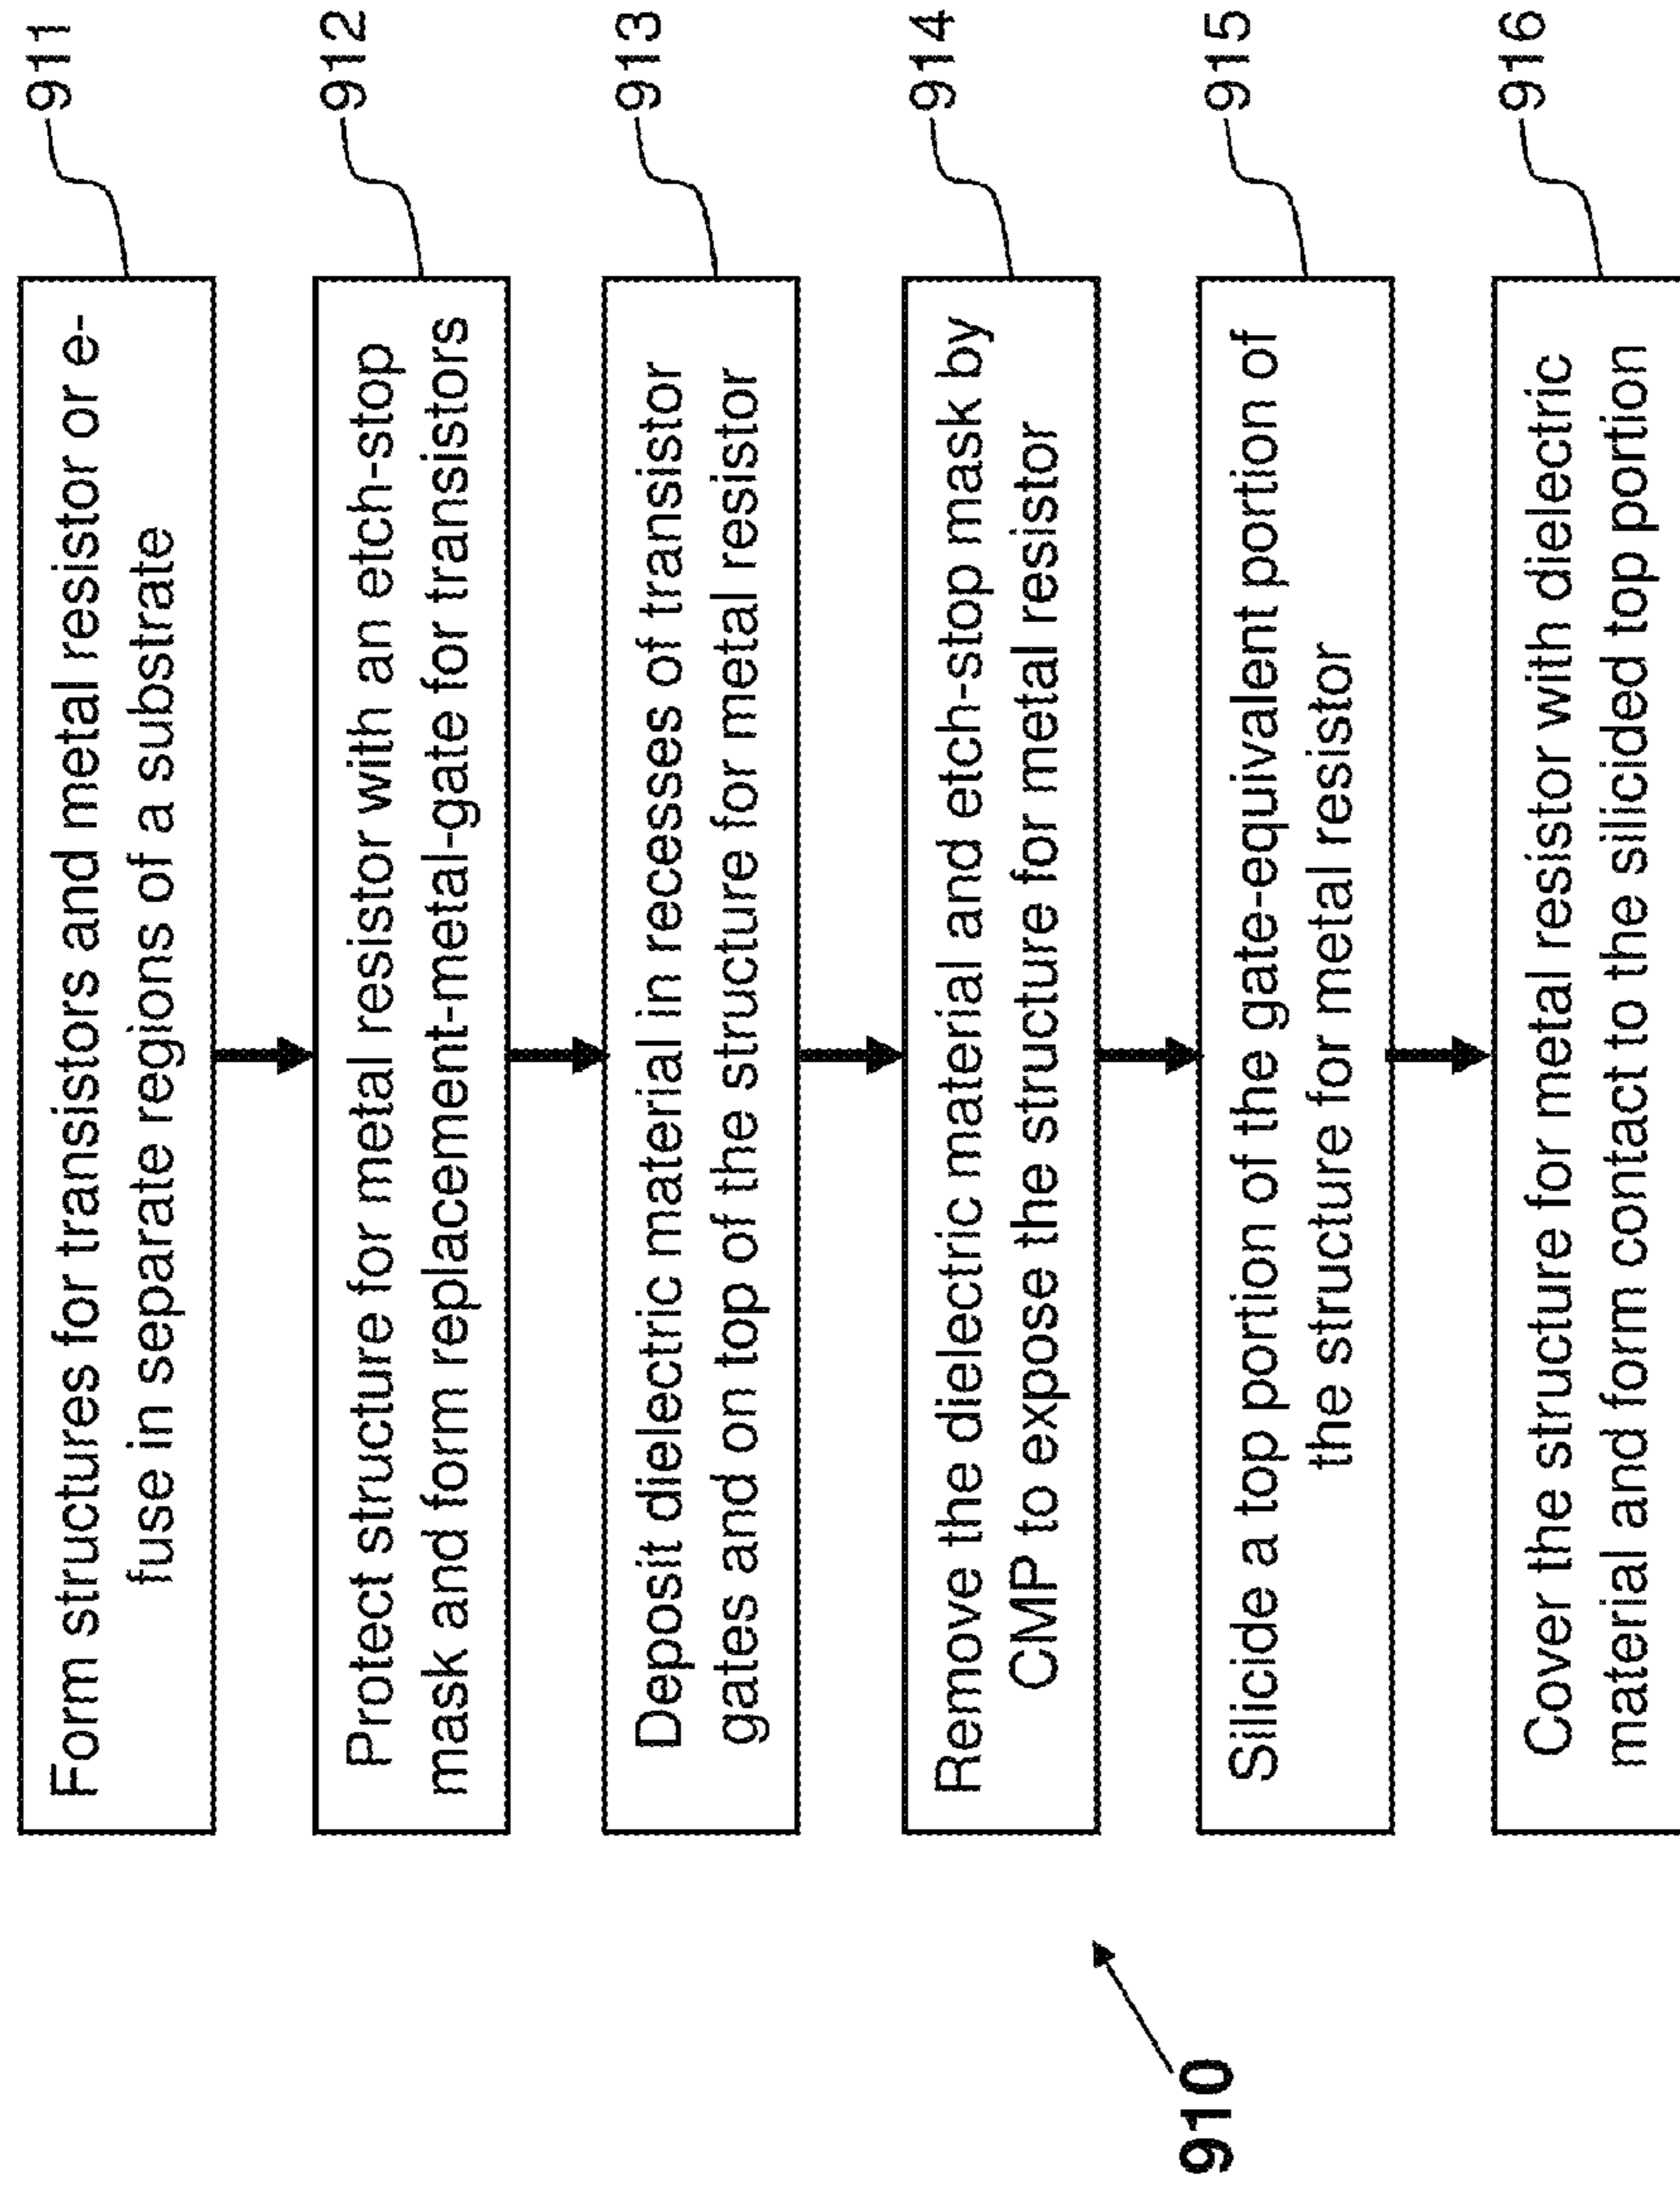 Form structures for transistors and metal resistor or e-
fuse in separate regions of a substrate
911
Protect structure for metal resistor with an etch-stop
mask and form replacement-metal-gate for transistors
912
Deposit dielectric material in recesses of transistor
gates and on top of the structure for metal resistor
913
Remove the dielectric material and etch-stop mask by
CMP to expose the structure for metal resistor
914
Silicide a top portion of the gate-equivalent portion of
the structure for metal resistor
915
Cover the structure for metal resistor with dielectric
material and form contact to the silicided top portion
916
910